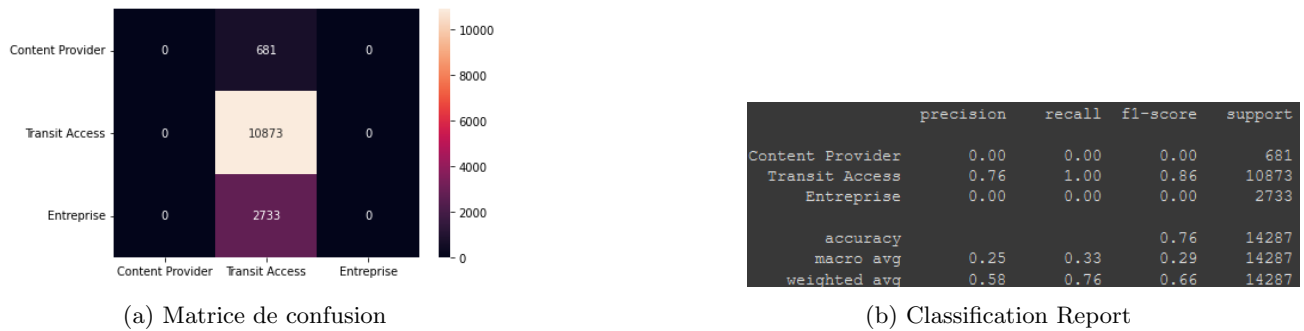 Content Provider 0 681 0
Transit Access 0 10873 0
Entreprise 0 2733 0
Content Provider Transit Access Entreprise
10000
8000
6000
4000
2000
0
(a) Matrice de confusion
precision recall f1-score support
Content Provider 0.00 0.00 0.00 681
Transit Access 0.76 1.00 0.86 10873
Entreprise 0.00 0.00 0.00 2733
accuracy 0.76 14287
macro avg 0.25 0.33 0.29 14287
weighted avg 0.58 0.76 0.66 14287
(b) Classification Report